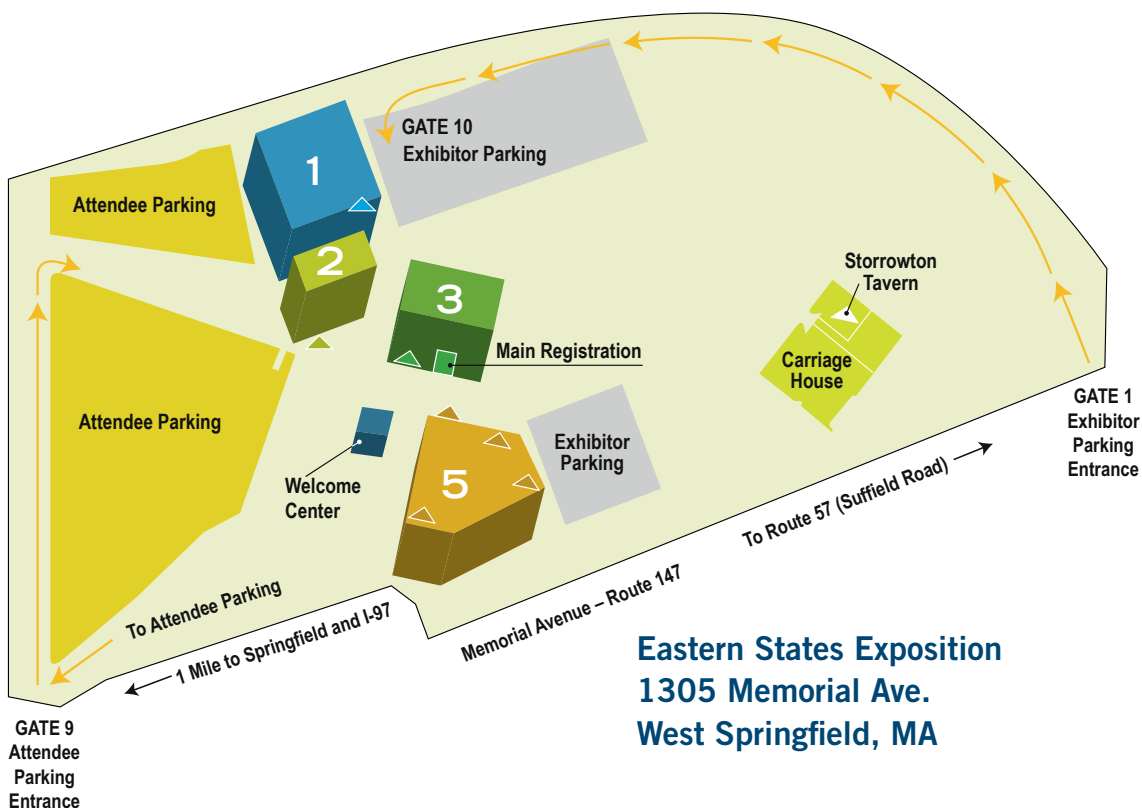 GATE 10
Exhibitor Parking
1
Attendee Parking
2
3
Storrowton
Tavern
Main Registration
Carriage
House
Attendee Parking
GATE 1
Exhibitor
Parking
Entrance
Exhibitor
Parking
5
Welcome
Center
To Route 57 (Suffield Road)
To Attendee Parking
Memorial Avenue – Route 147
1 Mile to Springfield and I-97
Eastern States Exposition
1305 Memorial Ave.
West Springfield, MA
GATE 9
Attendee
Parking
Entrance